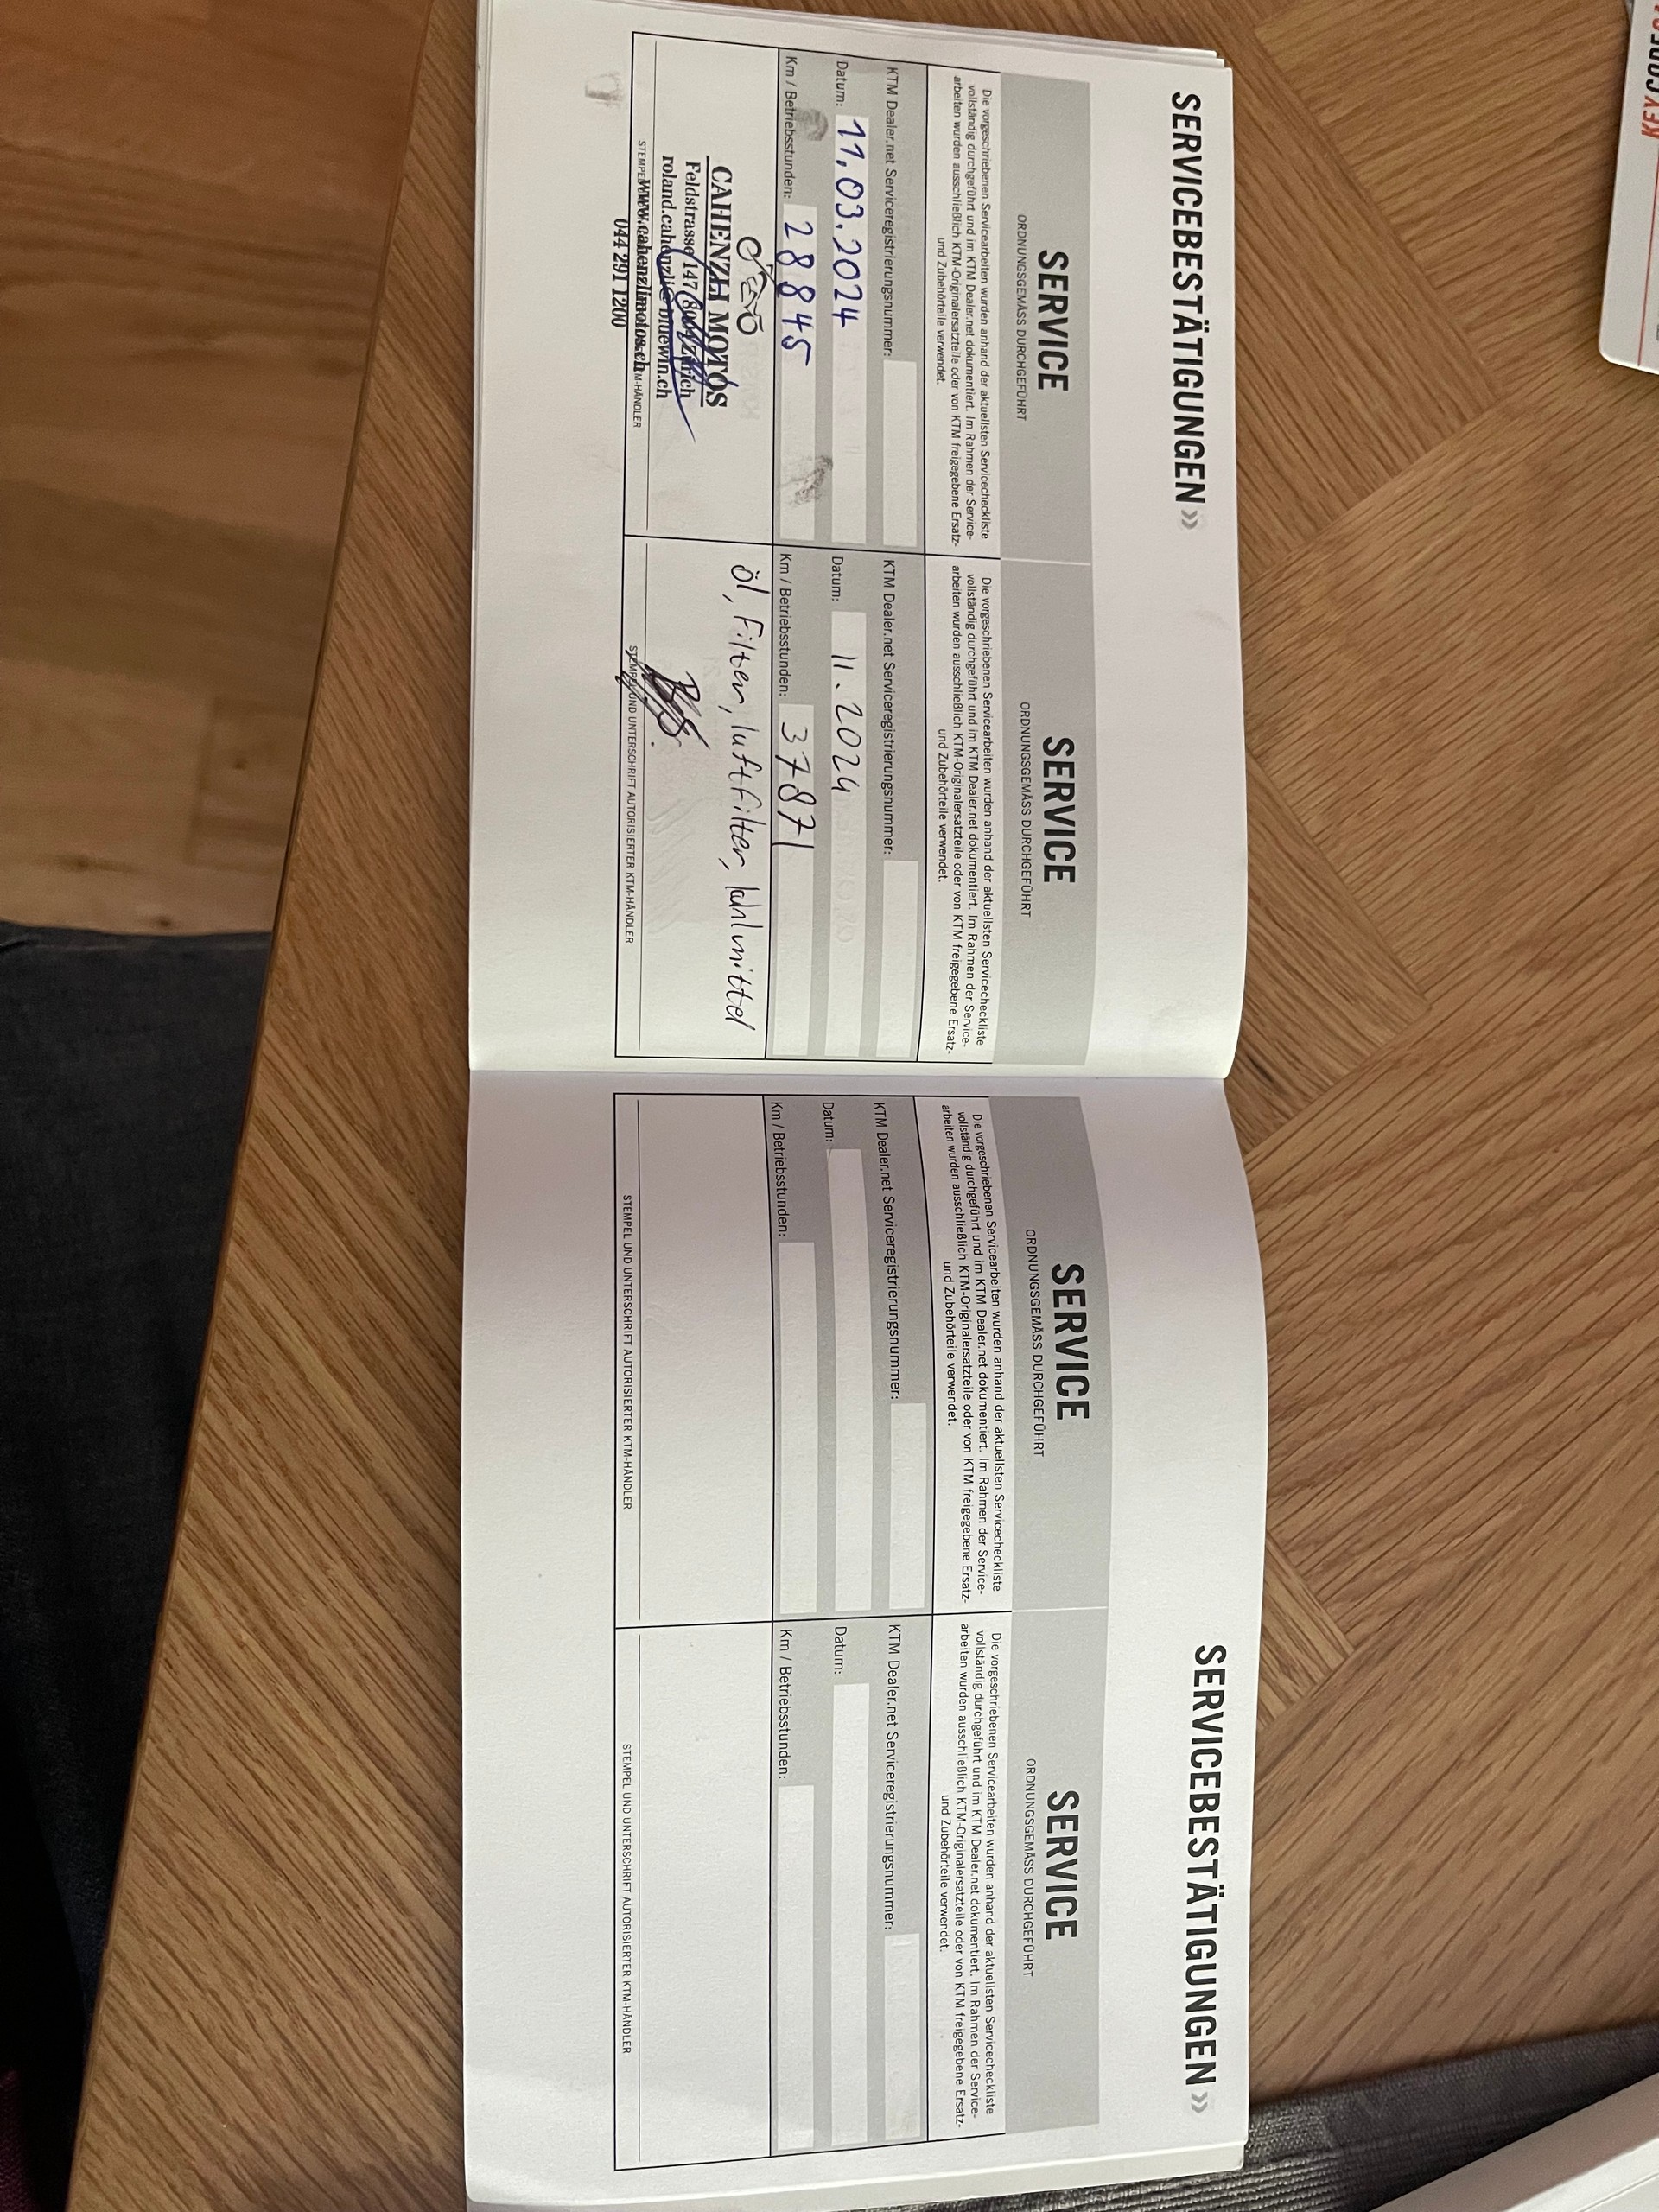 SERVICEBESTÄTIGUNGEN »
SERVICE
ORDNUNGSGEMÄSS DURCHGEFÜHRT
Die vorgeschriebenen Servicearbeiten wurden anhand der aktuellsten Servicecheckliste
vollständig durchgeführt und im KTM Dealer.net dokumentiert. Im Rahmen der Service-
arbeiten wurden ausschließlich KTM-Originalersatzteile oder von KTM freigegebene Ersatz-
und Zubehörteile verwendet.
KTM Dealer.net Serviceregistrierungsnummer:
Datum: 11.03.2024
Km / Betriebsstunden: 28845
CAHENZLI MOTOS
Feldstrasse 147 Zürich
roland.cahenzli@bluewin.ch
www.cahenzlimotos.ch
044 291 1200
STEMPEL KTM-HÄNDLER
SERVICE
ORDNUNGSGEMÄSS DURCHGEFÜHRT
Die vorgeschriebenen Servicearbeiten wurden anhand der aktuellsten Servicecheckliste
vollständig durchgeführt und im KTM Dealer.net dokumentiert. Im Rahmen der Service-
arbeiten wurden ausschließlich KTM-Originalersatzteile oder von KTM freigegebene Ersatz-
und Zubehörteile verwendet.
KTM Dealer.net Serviceregistrierungsnummer:
Datum: 11.2024
Km / Betriebsstunden: 37871
öl, Filter, luftfilter, kühlmittel
STEMPEL UND UNTERSCHRIFT AUTORISIERTER KTM-HÄNDLER
SERVICEBESTÄTIGUNGEN »
SERVICE
ORDNUNGSGEMÄSS DURCHGEFÜHRT
Die vorgeschriebenen Servicearbeiten wurden anhand der aktuellsten Servicecheckliste
vollständig durchgeführt und im KTM Dealer.net dokumentiert. Im Rahmen der Service-
arbeiten wurden ausschließlich KTM-Originalersatzteile oder von KTM freigegebene Ersatz-
und Zubehörteile verwendet.
KTM Dealer.net Serviceregistrierungsnummer:
Datum:
Km / Betriebsstunden:
STEMPEL UND UNTERSCHRIFT AUTORISIERTER KTM-HÄNDLER
SERVICE
ORDNUNGSGEMÄSS DURCHGEFÜHRT
Die vorgeschriebenen Servicearbeiten wurden anhand der aktuellsten Servicecheckliste
vollständig durchgeführt und im KTM Dealer.net dokumentiert. Im Rahmen der Service-
arbeiten wurden ausschließlich KTM-Originalersatzteile oder von KTM freigegebene Ersatz-
und Zubehörteile verwendet.
KTM Dealer.net Serviceregistrierungsnummer:
Datum:
Km / Betriebsstunden:
STEMPEL UND UNTERSCHRIFT AUTORISIERTER KTM-HÄNDLER
KEY